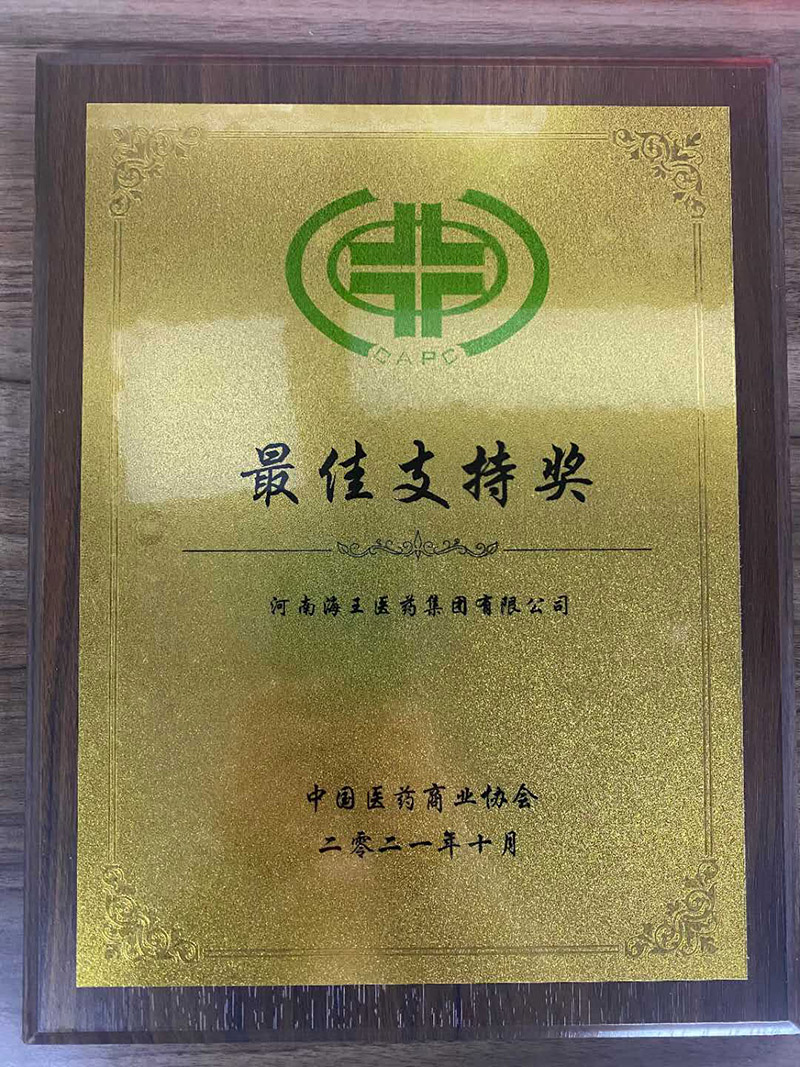 CAPC
最佳支持奖
河南海王医药集团有限公司
中国医药商业协会
二零二一年十月